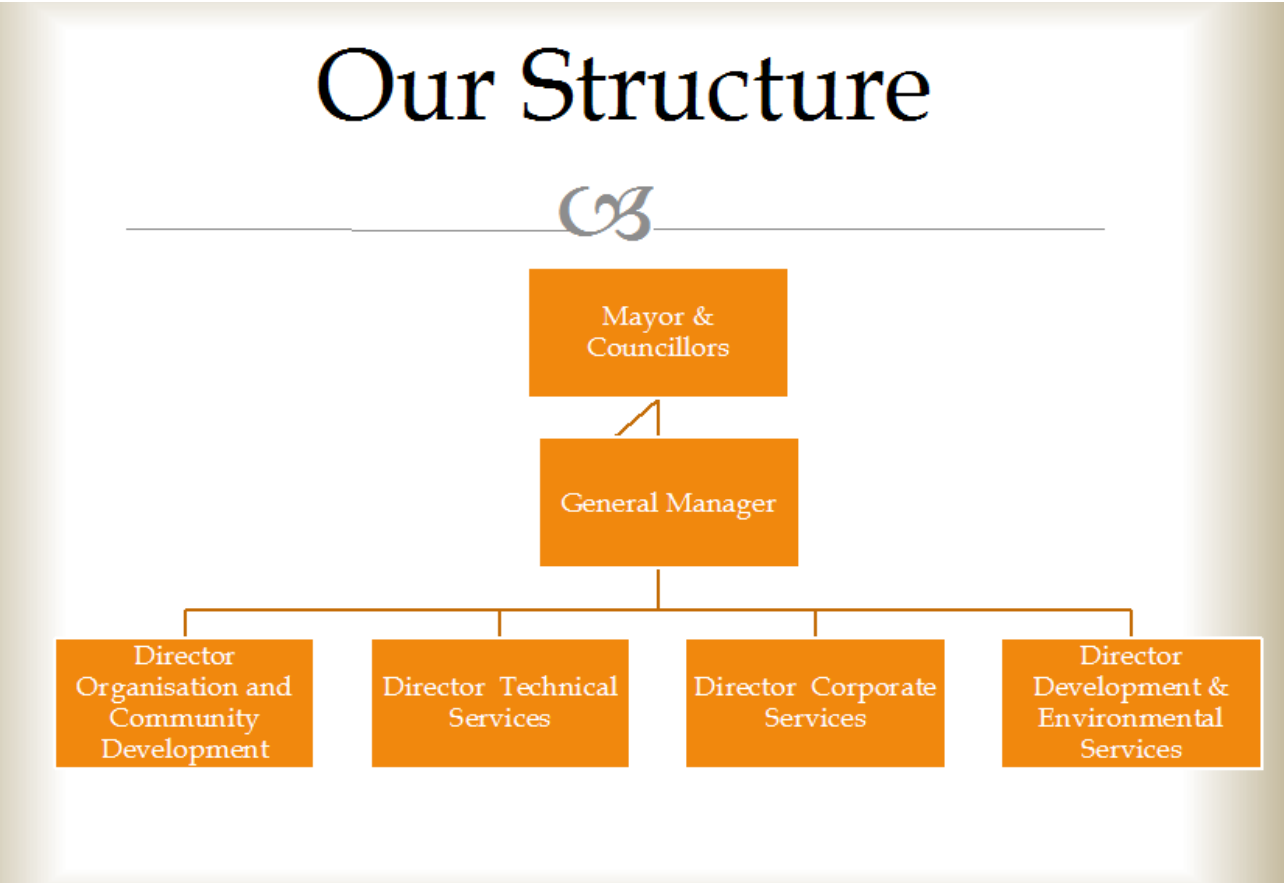 Our Structure
Mayor &
Councillors
General Manager
Director
Organisation and
Community
Development
Director Technical
Services
Director Corporate
Services
Director
Development &
Environmental
Services